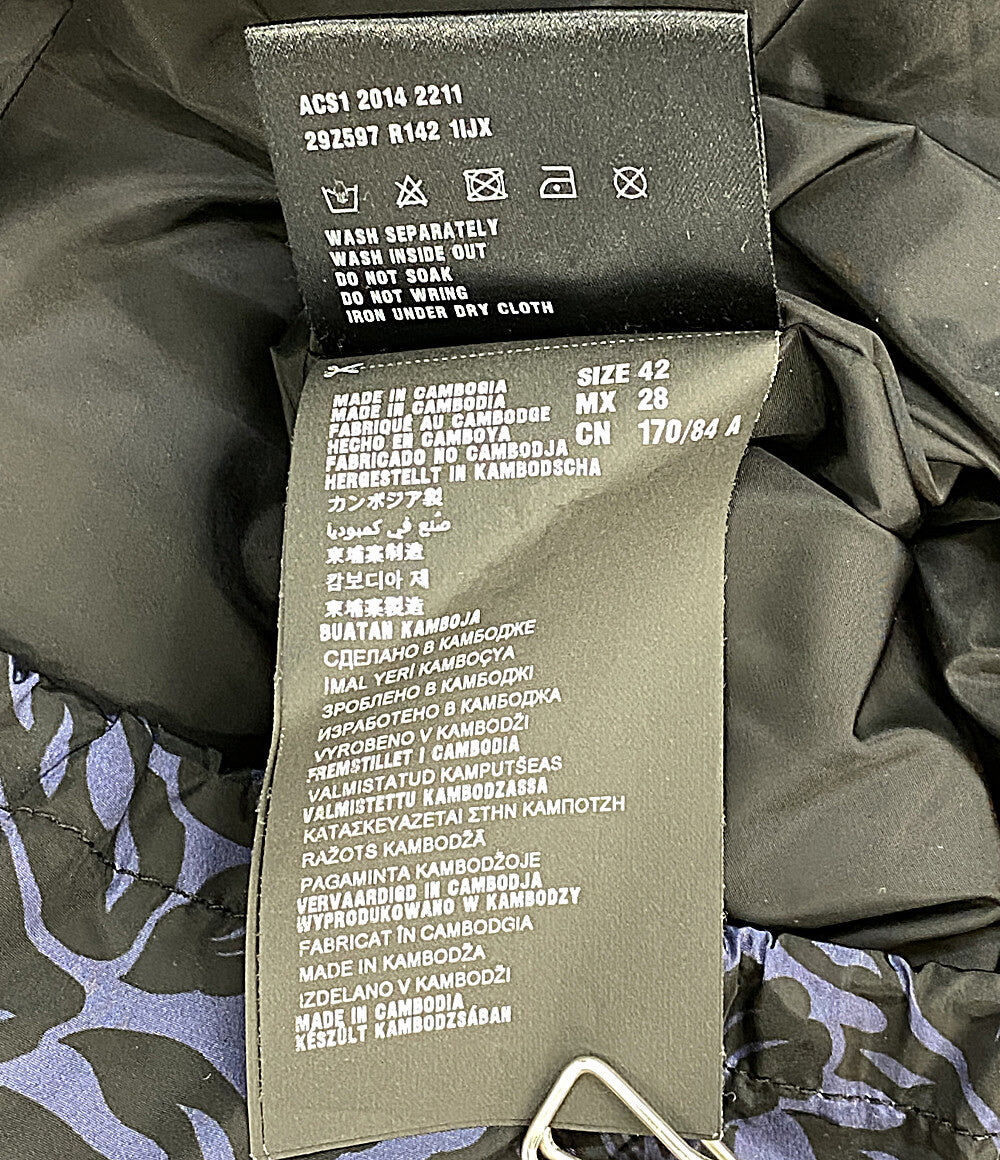 ACS1 2014 2211
29Z597 R142 1IJX
WASH SEPARATELY
WASH INSIDE OUT
DO NOT SOAK
DO NOT WRING
IRON UNDER DRY CLOTH
SIZE 42
MX 28
CN 170/84 A
MADE IN CAMBOGIA
MADE IN CAMBODIA
FABRIQUÉ AU CAMBODGE
HECHO EN CAMBOYA
FABRICADO NO CAMBODJA
HERGESTELLT IN KAMBODSCHA
カンボジア製
صُنع في كمبوديا
柬埔寨制造
캄보디아 제
柬埔寨製造
BUATAN KAMBOJA
СДЕЛАНО В КАМБОДЖЕ
İMAL YERİ KAMBOÇYA
ЗРОБЛЕНО В КАМБОДЖІ
ИЗРАБОТЕНО В КАМБОДЖА
VYROBENO V KAMBODŽI
FREMSTILLET I CAMBODIA
VALMISTATUD KAMPUTŠEAS
VALMISTETTU KAMBODZASSA
ΚΑΤΑΣΚΕΥΑΖΕΤΑΙ ΣΤΗΝ ΚΑΜΠΟΤΖΗ
RAŽOTS KAMBODŽĀ
PAGAMINTA KAMBODŽOJE
VERVAARDIGD IN CAMBODJA
WYPRODUKOWANO W KAMBODZY
FABRICAT ÎN CAMBODGIA
MADE IN KAMBODŽA
IZDELANO V KAMBODŽI
MADE IN CAMBODIA
KÉSZÜLT KAMBODZSÁBAN